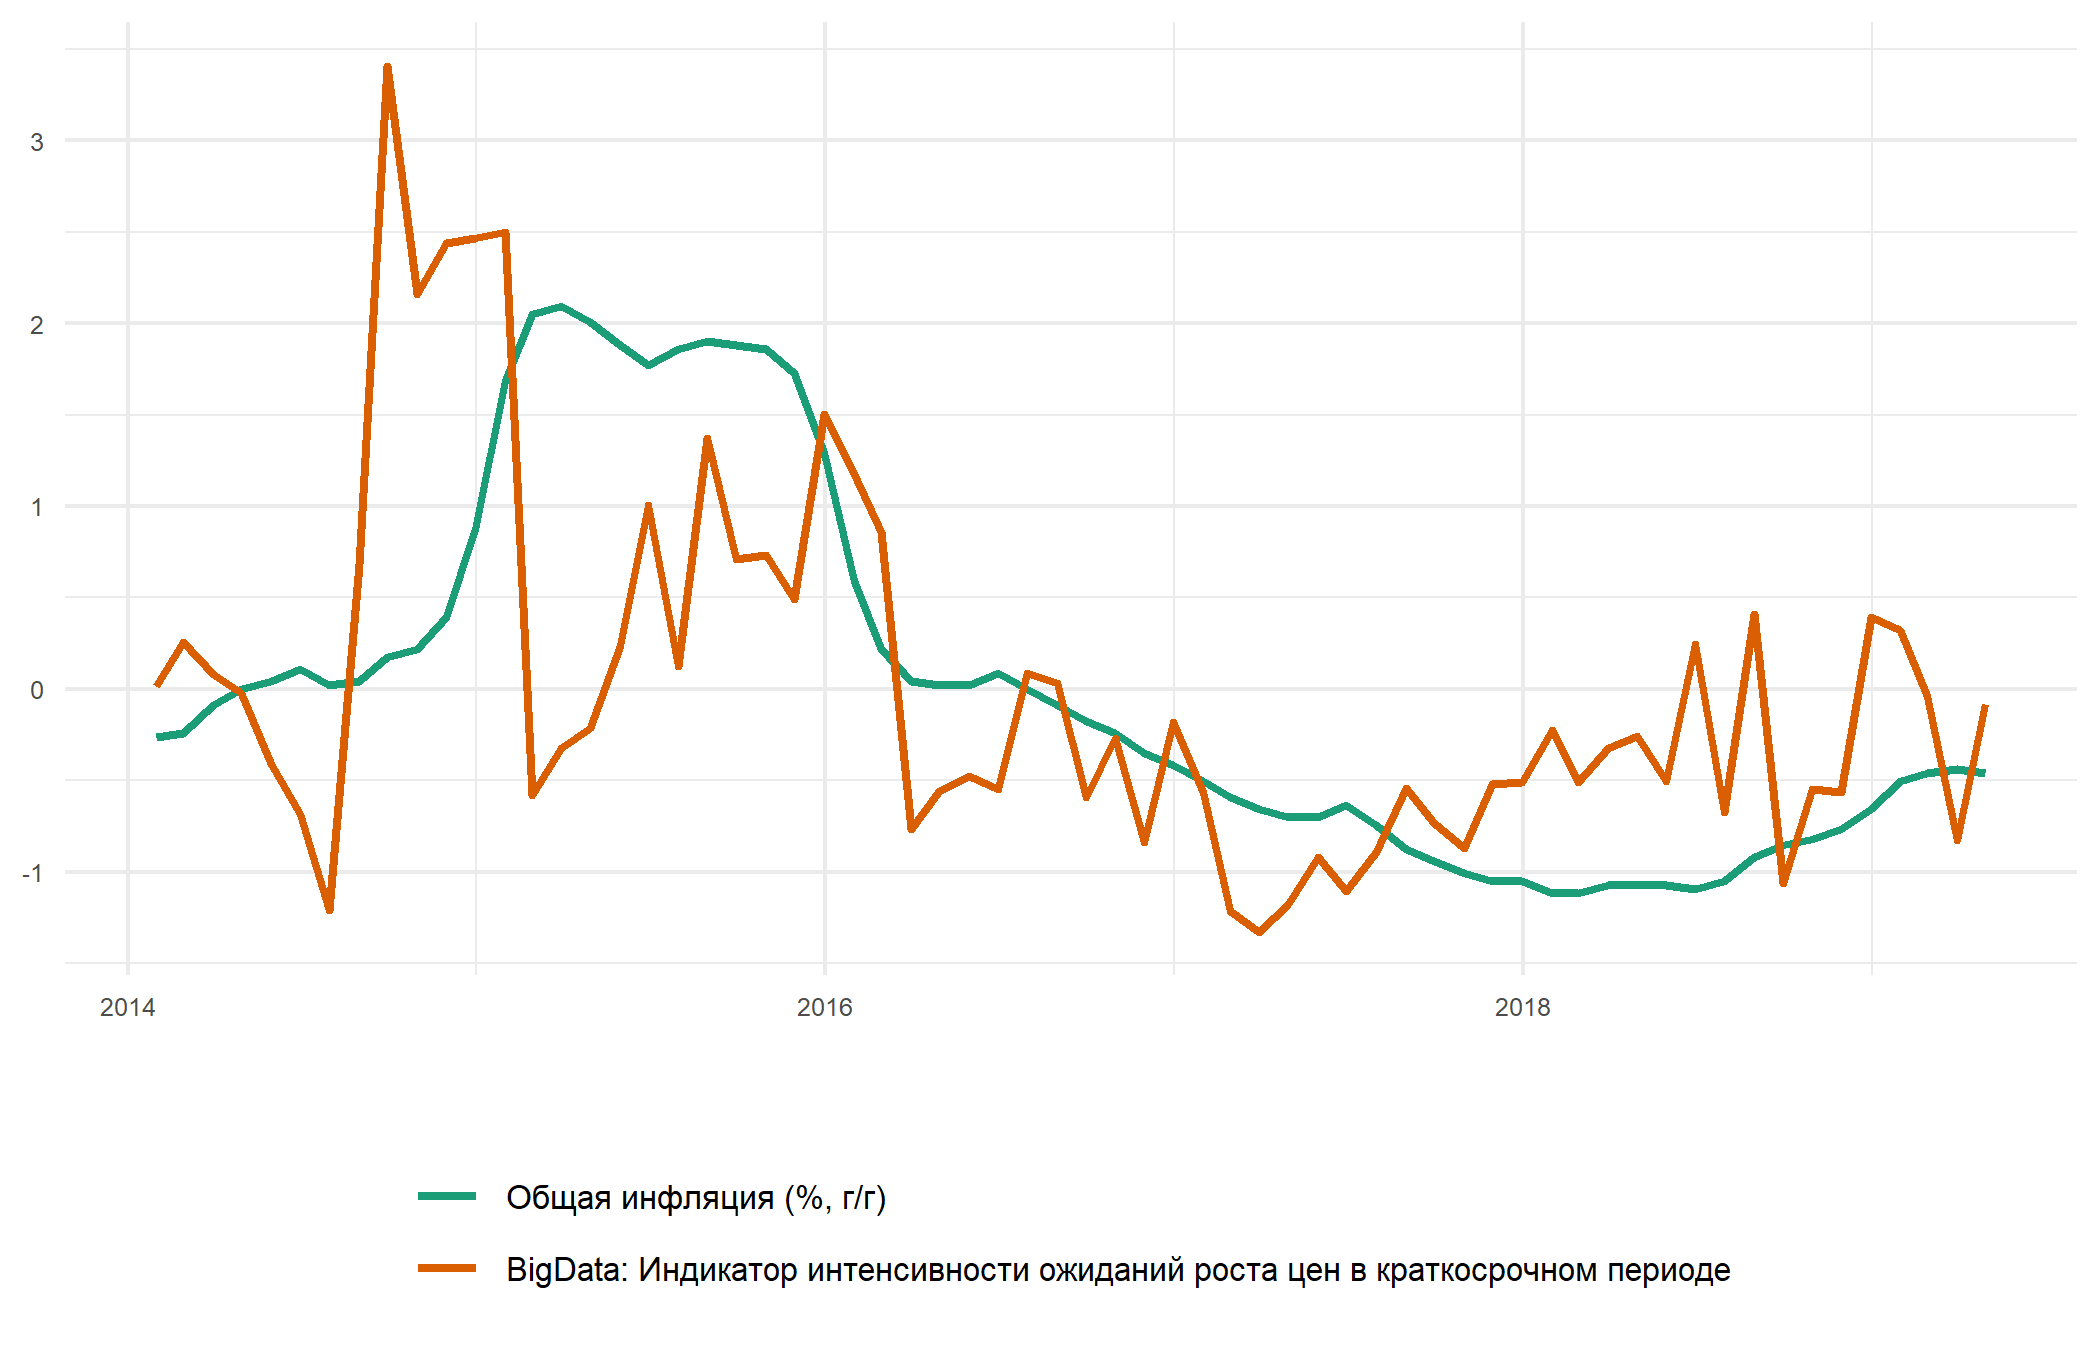 3
2
1
0
-1
2014 2016 2018
Общая инфляция (%, г/г)
BigData: Индикатор интенсивности ожиданий роста цен в краткосрочном периоде